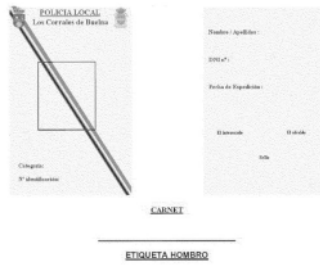 POLICIA LOCAL
Los Corrales de Buelna
Categoría:
Nº identificación:
Nombre / Apellidos :
DNI nº :
Fecha de Expedición :
El interesado El alcalde
Sello
CARNET
ETIQUETA HOMBRO